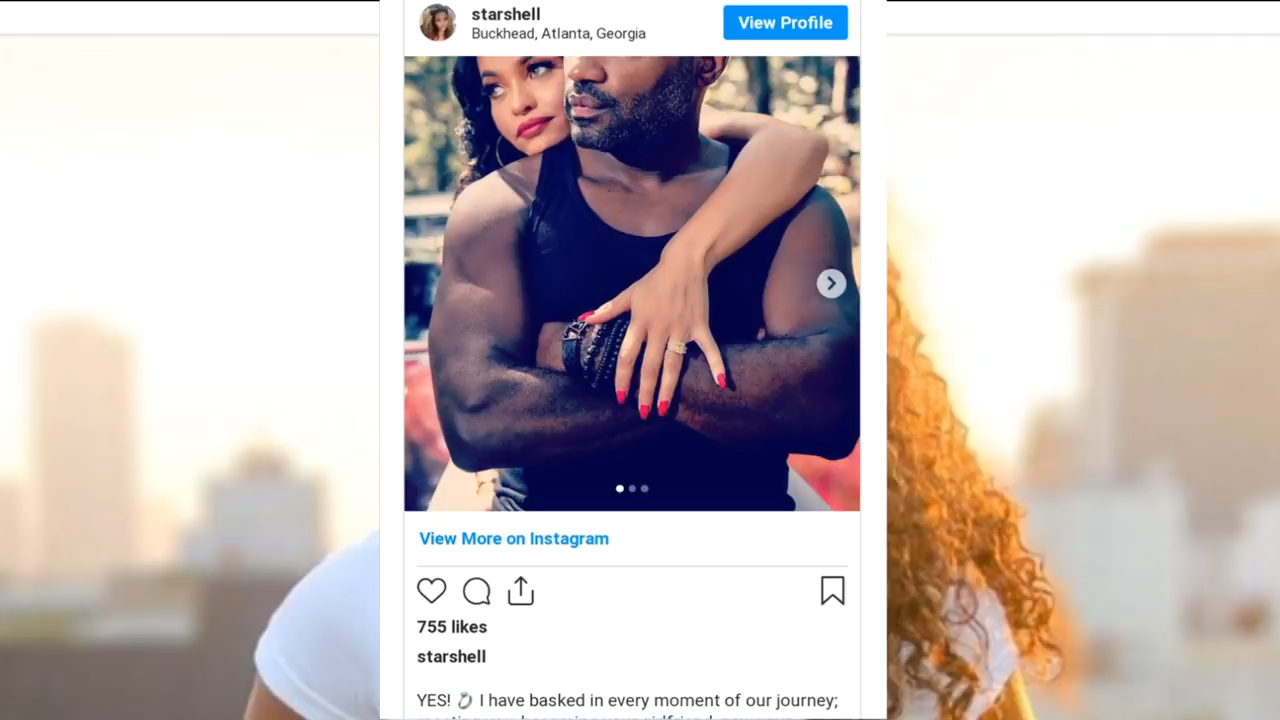 starshell
Buckhead, Atlanta, Georgia
View Profile
View More on Instagram
755 likes
starshell
YES! 💍 I have basked in every moment of our journey;